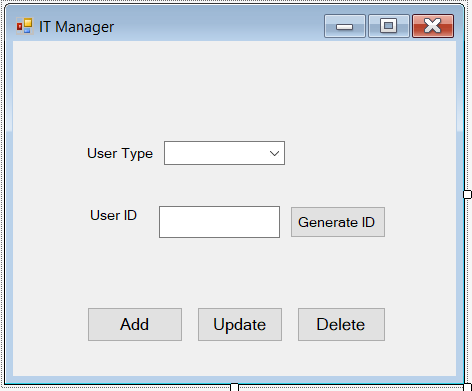 IT Manager
User Type
User ID
Generate ID
Add Update Delete